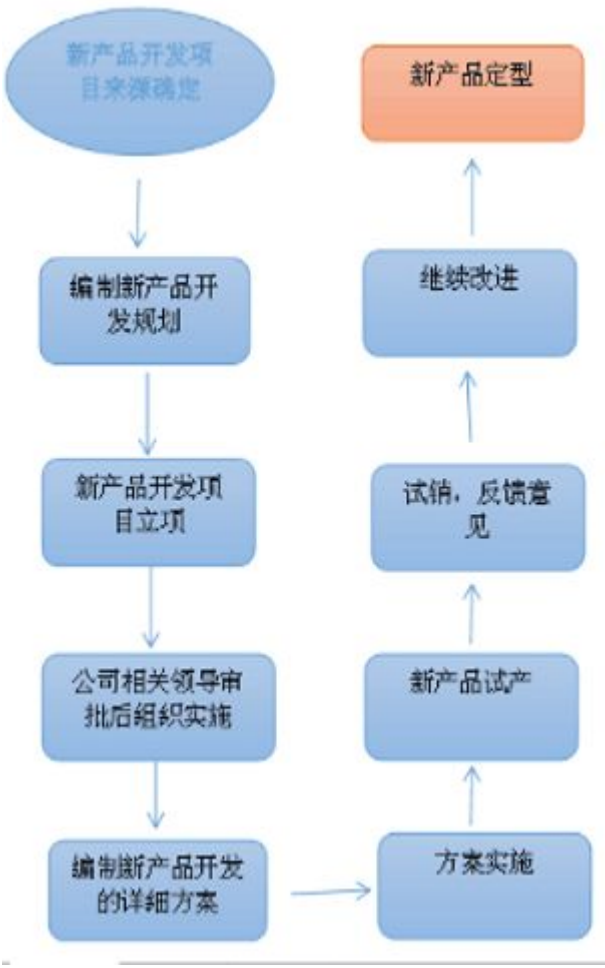 新产品开发项
目来源确定
编制新产品开
发规划
新产品开发项
目立项
公司相关领导审
批后组织实施
编制新产品开发
的详细方案
方案实施
新产品试产
试销，反馈意
见
继续改进
新产品定型